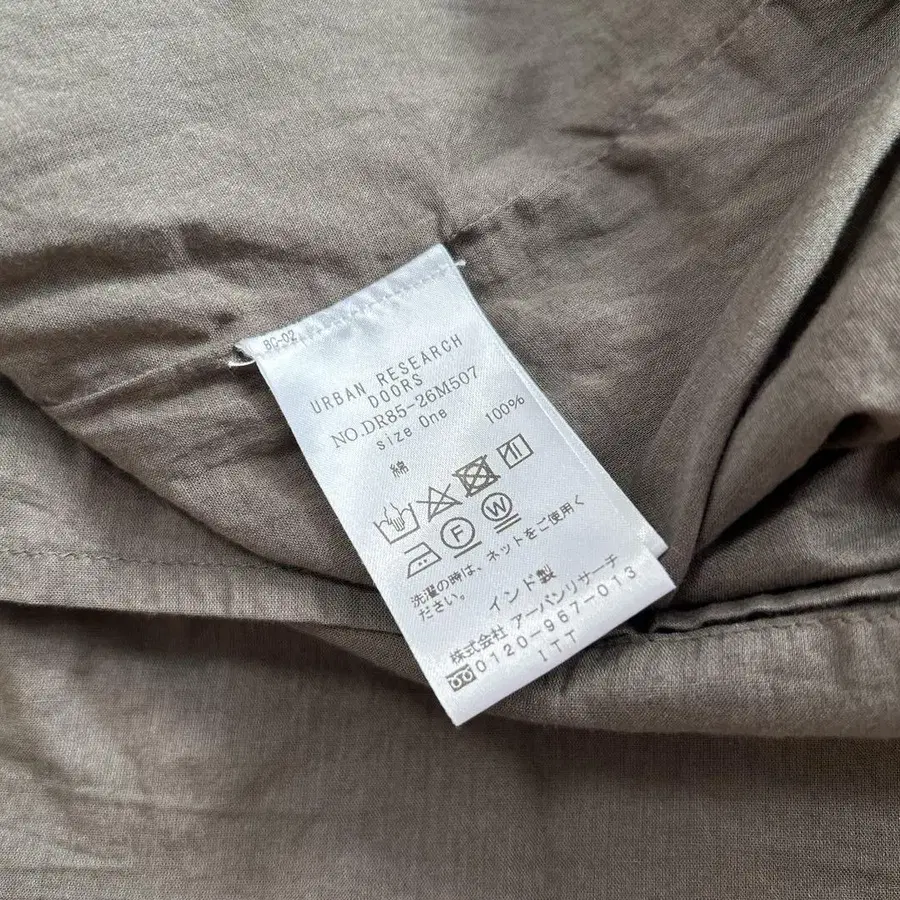 BC-02
URBAN RESEARCH
DOORS
NO.DR85-26M507
size One
綿 100%
F W
洗濯の時は、ネットをご使用く
ださい。
インド製
株式会社 アーバンリサーチ
0120-967-013
ITT